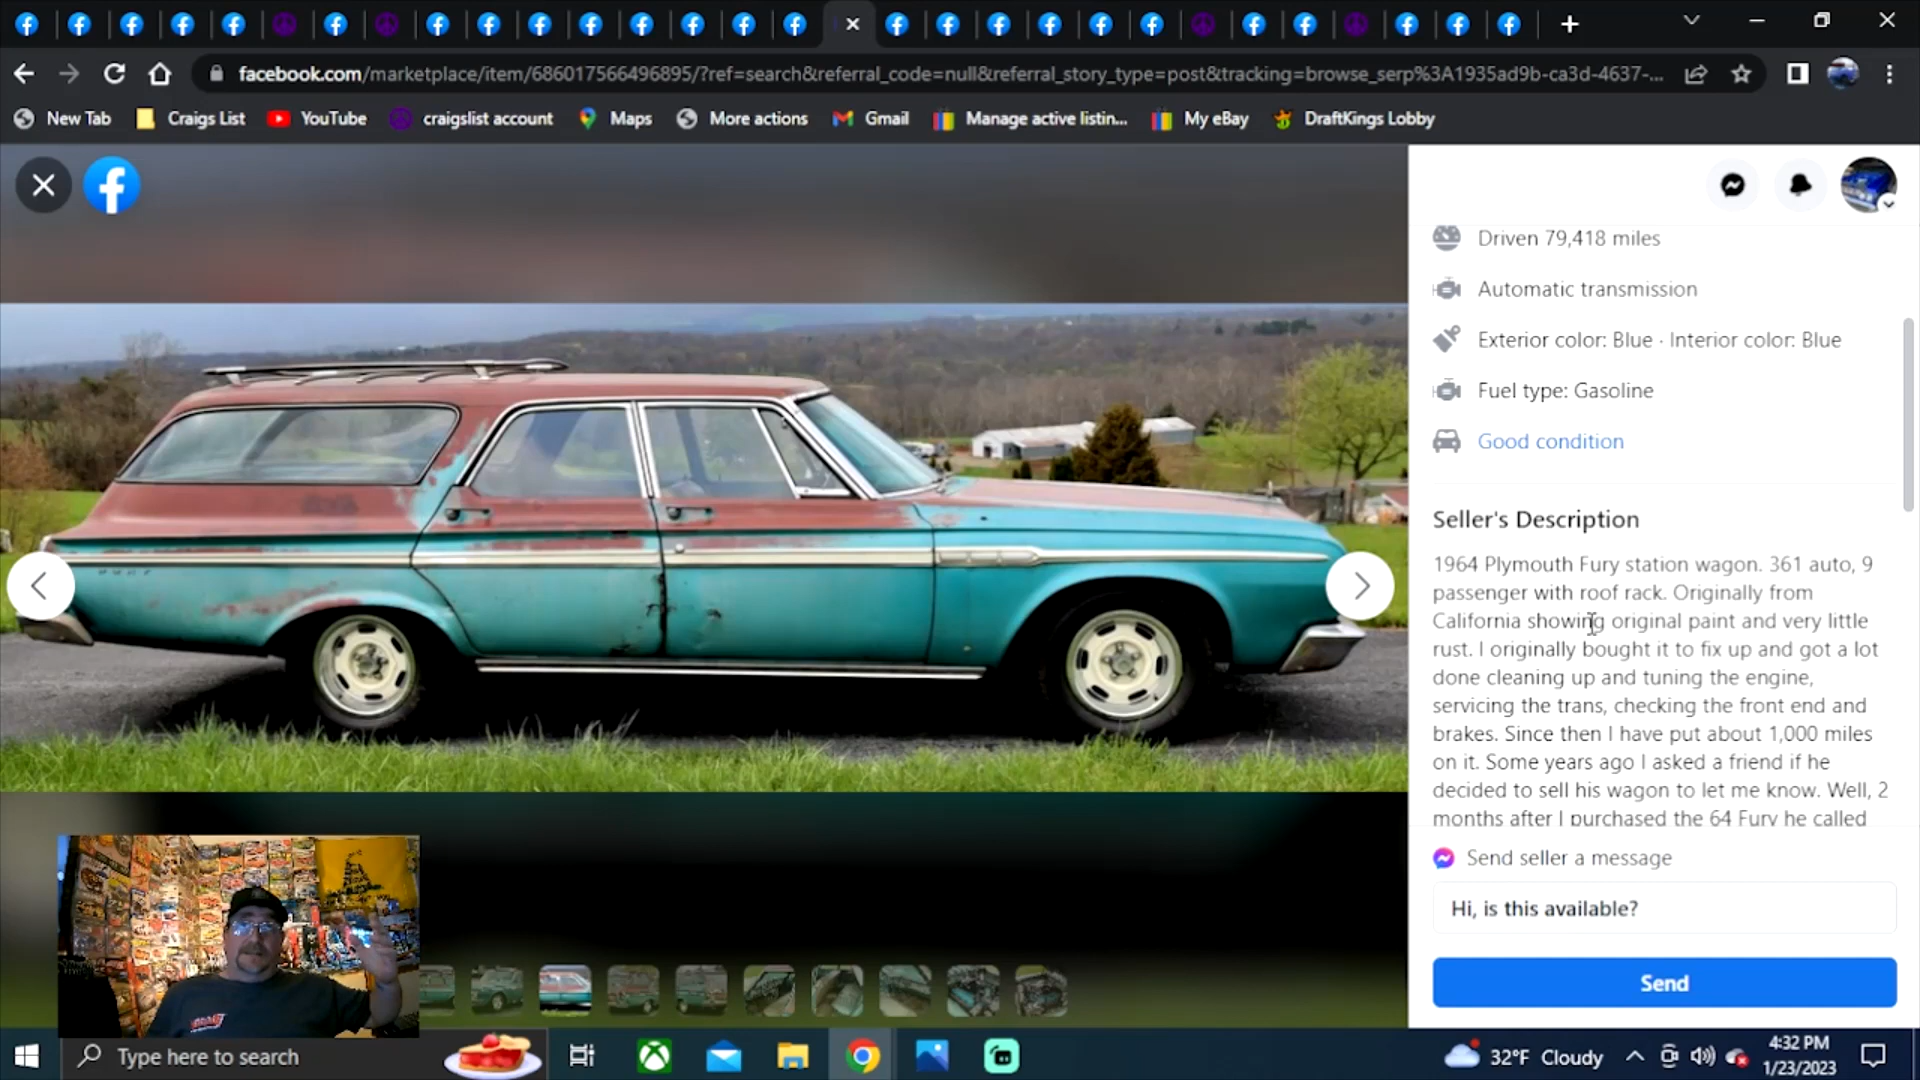 facebook.com/marketplace/item/686017566496895/?ref=search&referral_code=null&referral_story_type=post&tracking=browse_serp%3A1935ad9b-ca3d-4637-...
New Tab Craigs List YouTube craigslist account Maps More actions Gmail Manage active listin... My eBay DraftKings Lobby
Driven 79,418 miles
Automatic transmission
Exterior color: Blue · Interior color: Blue
Fuel type: Gasoline
Good condition
Seller's Description
1964 Plymouth Fury station wagon. 361 auto, 9
passenger with roof rack. Originally from
California showing original paint and very little
rust. I originally bought it to fix up and got a lot
done cleaning up and tuning the engine,
servicing the trans, checking the front end and
brakes. Since then I have put about 1,000 miles
on it. Some years ago I asked a friend if he
decided to sell his wagon to let me know. Well, 2
months after I purchased the 64 Fury he called
Send seller a message
Hi, is this available?
Send
Type here to search
32°F Cloudy
4:32 PM
1/23/2023